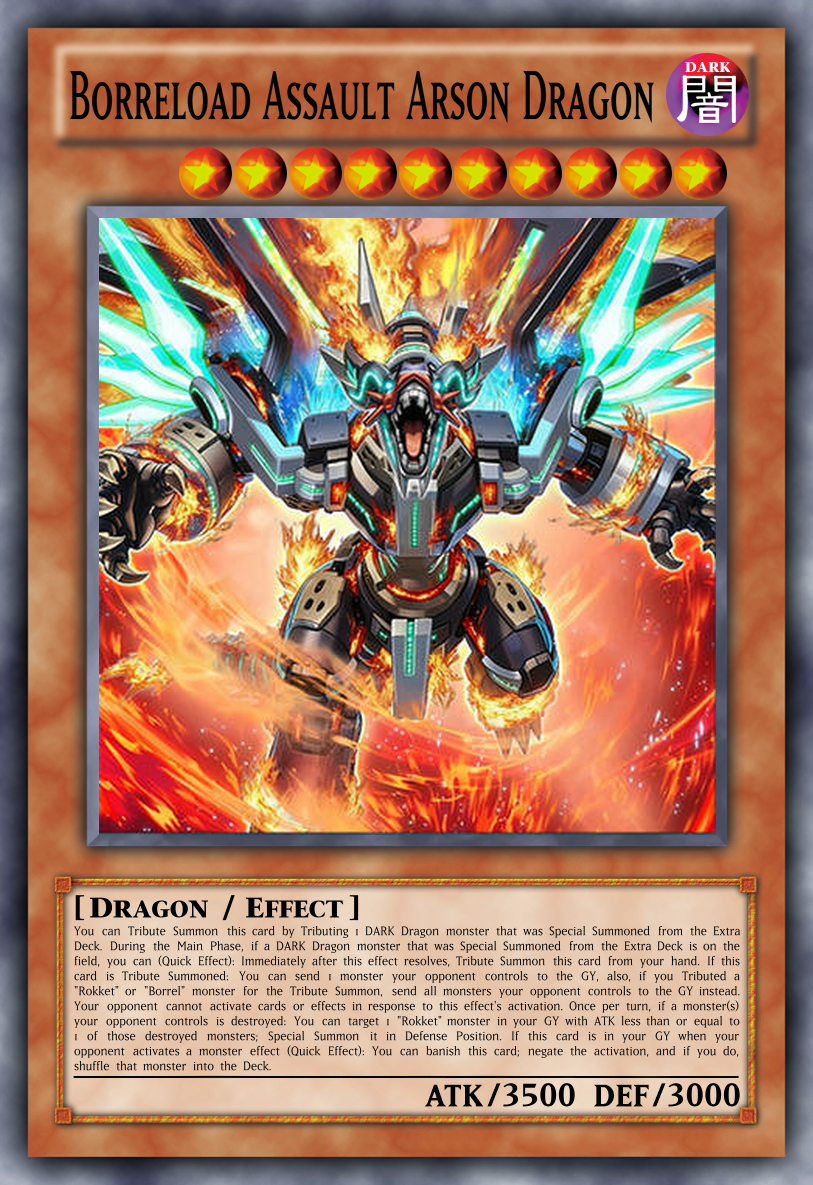 Borreload Assault Arson Dragon
DARK
闇
[ Dragon / Effect ]
You can Tribute Summon this card by Tributing 1 DARK Dragon monster that was Special Summoned from the Extra
Deck. During the Main Phase, if a DARK Dragon monster that was Special Summoned from the Extra Deck is on the
field, you can (Quick Effect): Immediately after this effect resolves, Tribute Summon this card from your hand. If this
card is Tribute Summoned: You can send 1 monster your opponent controls to the GY, also, if you Tributed a
"Rokket" or "Borrel" monster for the Tribute Summon, send all monsters your opponent controls to the GY instead.
Your opponent cannot activate cards or effects in response to this effect's activation. Once per turn, if a monster(s)
your opponent controls is destroyed: You can target 1 "Rokket" monster in your GY with ATK less than or equal to
1 of those destroyed monsters; Special Summon it in Defense Position. If this card is in your GY when your
opponent activates a monster effect (Quick Effect): You can banish this card; negate the activation, and if you do,
shuffle that monster into the Deck.
ATK/3500 DEF/3000